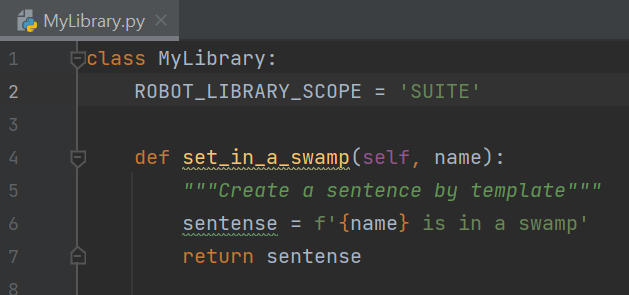 MyLibrary.py
1 class MyLibrary:
2 ROBOT_LIBRARY_SCOPE = 'SUITE'
3
4 def set_in_a_swamp(self, name):
5 """Create a sentence by template"""
6 sentense = f'{name} is in a swamp'
7 return sentense
8